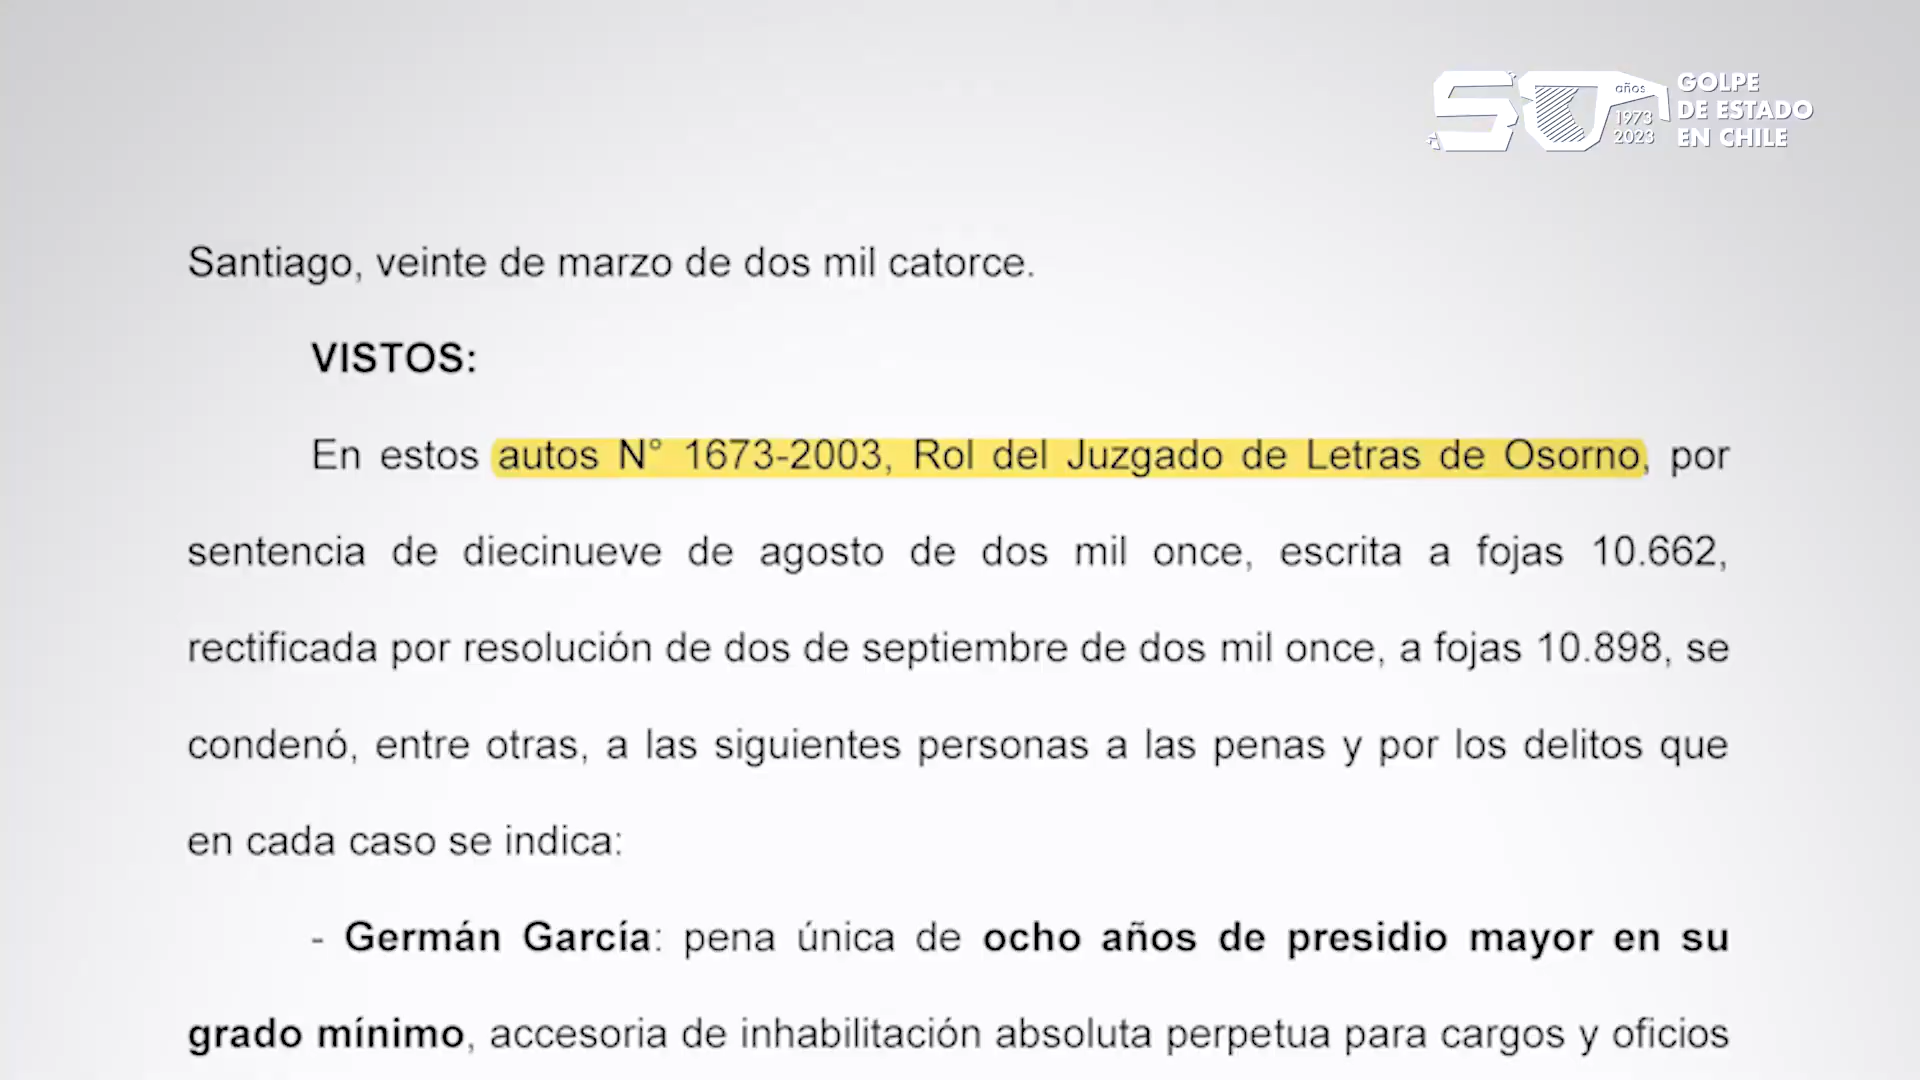 50 años
1973
2023
GOLPE
DE ESTADO
EN CHILE
Santiago, veinte de marzo de dos mil catorce.
VISTOS:
En estos autos N° 1673-2003, Rol del Juzgado de Letras de Osorno, por
sentencia de diecinueve de agosto de dos mil once, escrita a fojas 10.662,
rectificada por resolución de dos de septiembre de dos mil once, a fojas 10.898, se
condenó, entre otras, a las siguientes personas a las penas y por los delitos que
en cada caso se indica:
- Germán García: pena única de ocho años de presidio mayor en su
grado mínimo, accesoria de inhabilitación absoluta perpetua para cargos y oficios